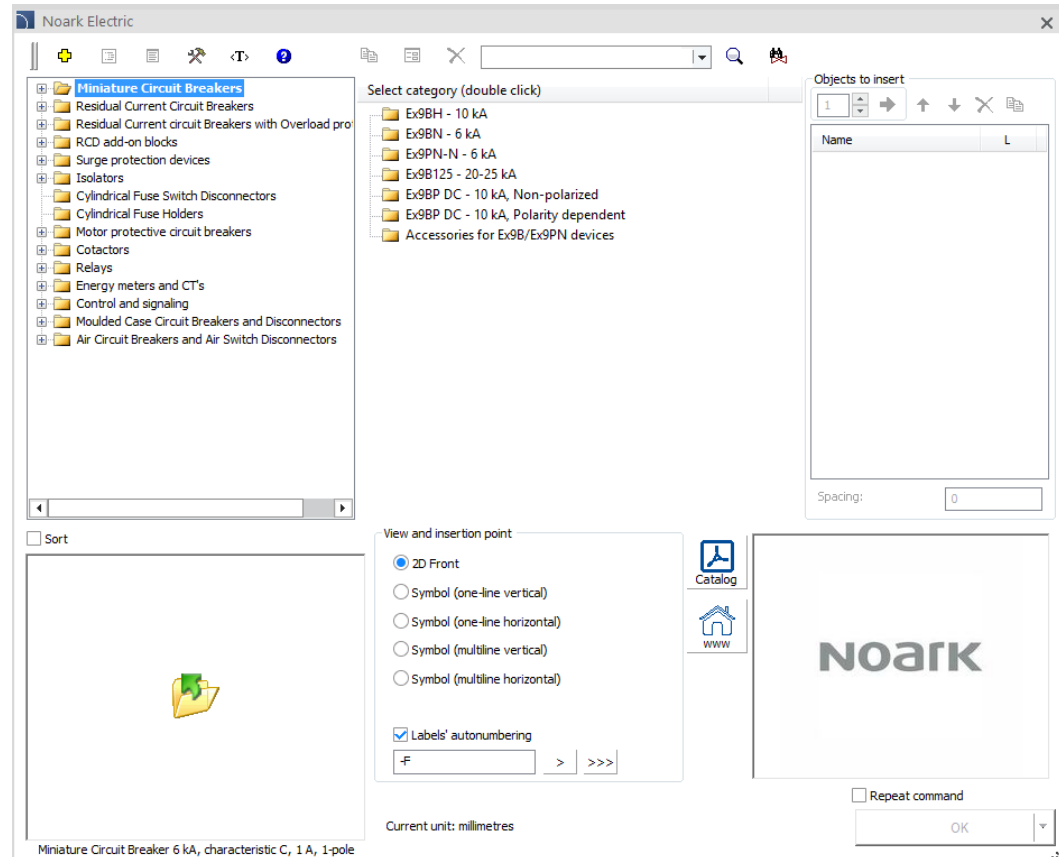 Noark Electric
<T>
Miniature Circuit Breakers
Residual Current Circuit Breakers
Residual Current circuit Breakers with Overload pro
RCD add-on blocks
Surge protection devices
Isolators
Cylindrical Fuse Switch Disconnectors
Cylindrical Fuse Holders
Motor protective circuit breakers
Cotactors
Relays
Energy meters and CT's
Control and signaling
Moulded Case Circuit Breakers and Disconnectors
Air Circuit Breakers and Air Switch Disconnectors
Select category (double click)
Ex9BH - 10 kA
Ex9BN - 6 kA
Ex9PN-N - 6 kA
Ex9B125 - 20-25 kA
Ex9BP DC - 10 kA, Non-polarized
Ex9BP DC - 10 kA, Polarity dependent
Accessories for Ex9B/Ex9PN devices
Objects to insert
1
Name L
Spacing: 0
Sort
View and insertion point
2D Front
Symbol (one-line vertical)
Symbol (one-line horizontal)
Symbol (multiline vertical)
Symbol (multiline horizontal)
Labels' autonumbering
-F > >>>
Catalog
www
NOARK
Repeat command
Current unit: millimetres
OK
Miniature Circuit Breaker 6 kA, characteristic C, 1 A, 1-pole